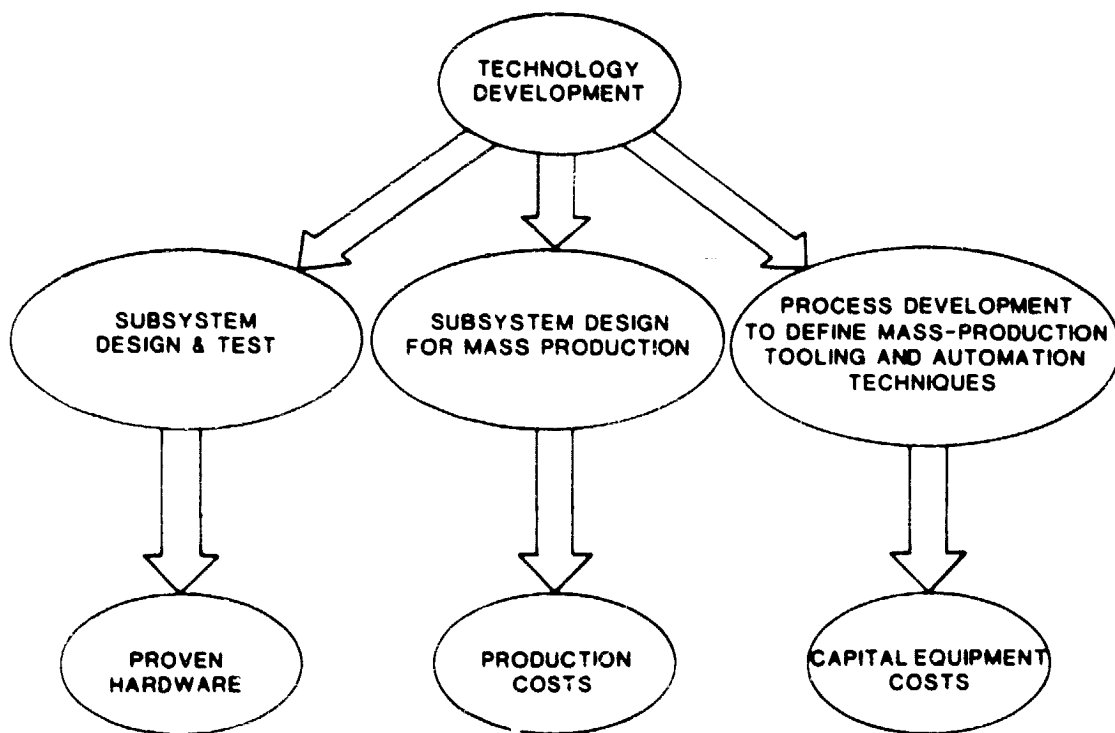 TECHNOLOGY
DEVELOPMENT
SUBSYSTEM
DESIGN & TEST
SUBSYSTEM DESIGN
FOR MASS PRODUCTION
PROCESS DEVELOPMENT
TO DEFINE MASS-PRODUCTION
TOOLING AND AUTOMATION
TECHNIQUES
PROVEN
HARDWARE
PRODUCTION
COSTS
CAPITAL EQUIPMENT
COSTS